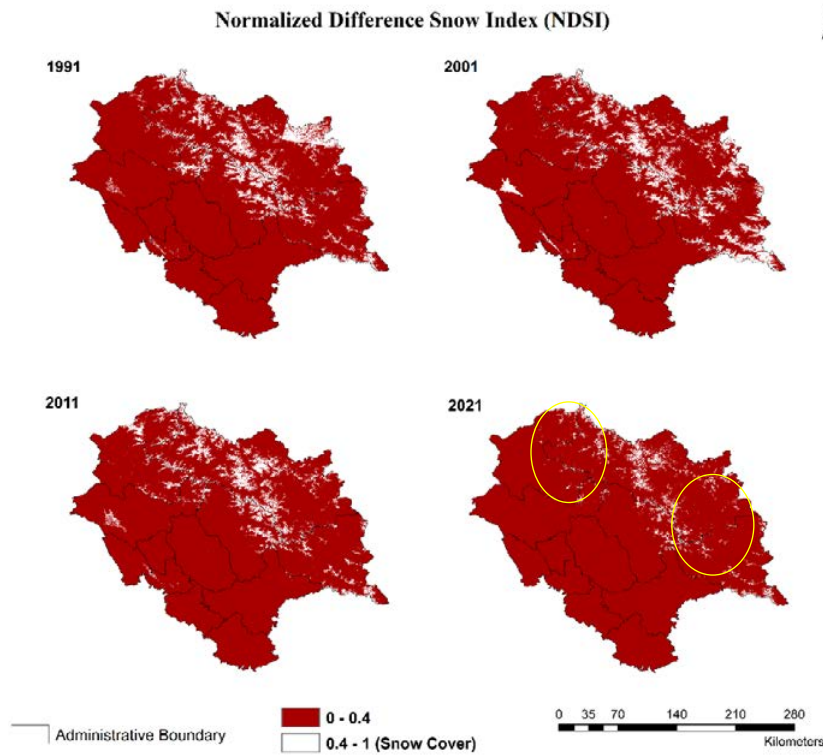 Normalized Difference Snow Index (NDSI)
1991
2001
2011
2021
Administrative Boundary
0 - 0.4
0.4 - 1 (Snow Cover)
0 35 70 140 210 280
Kilometers